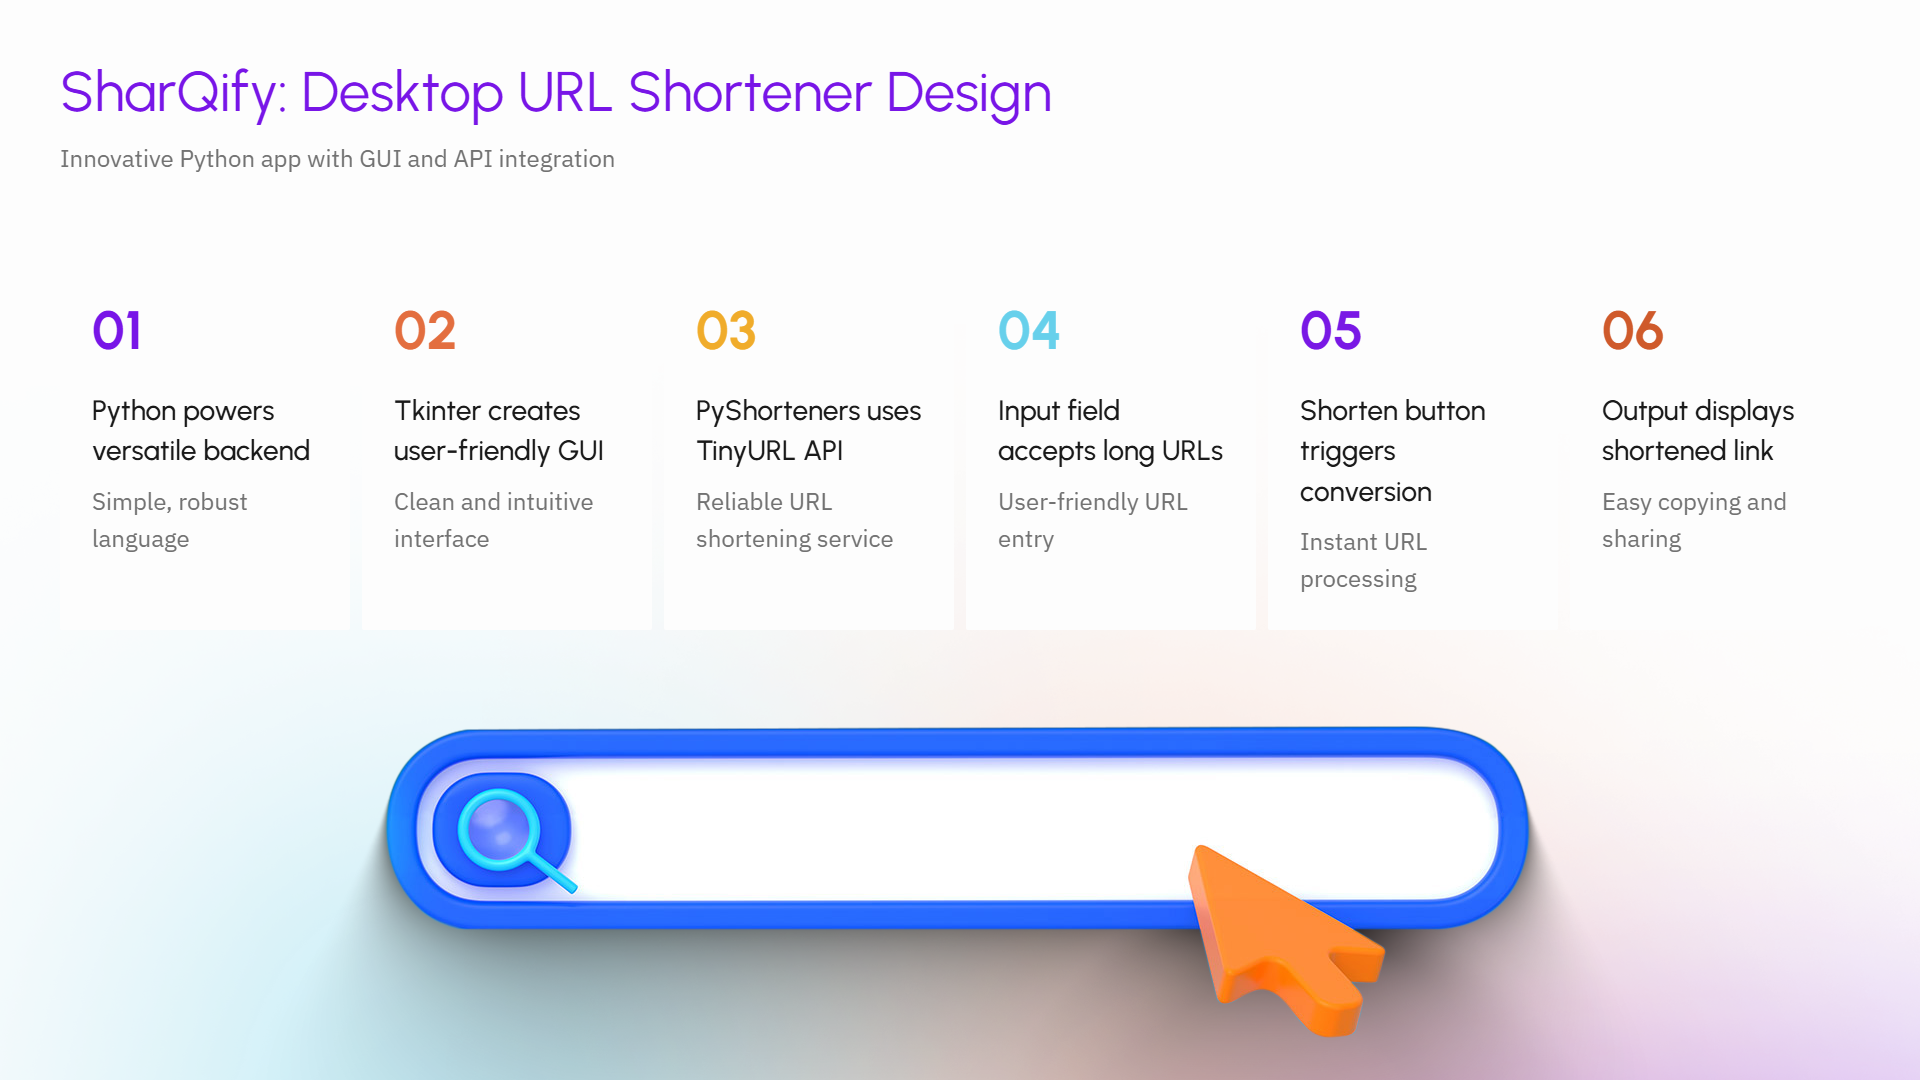 SharQify: Desktop URL Shortener Design
Innovative Python app with GUI and API integration
01
Python powers
versatile backend
Simple, robust
language
02
Tkinter creates
user-friendly GUI
Clean and intuitive
interface
03
PyShorteners uses
TinyURL API
Reliable URL
shortening service
04
Input field
accepts long URLs
User-friendly URL
entry
05
Shorten button
triggers
conversion
Instant URL
processing
06
Output displays
shortened link
Easy copying and
sharing